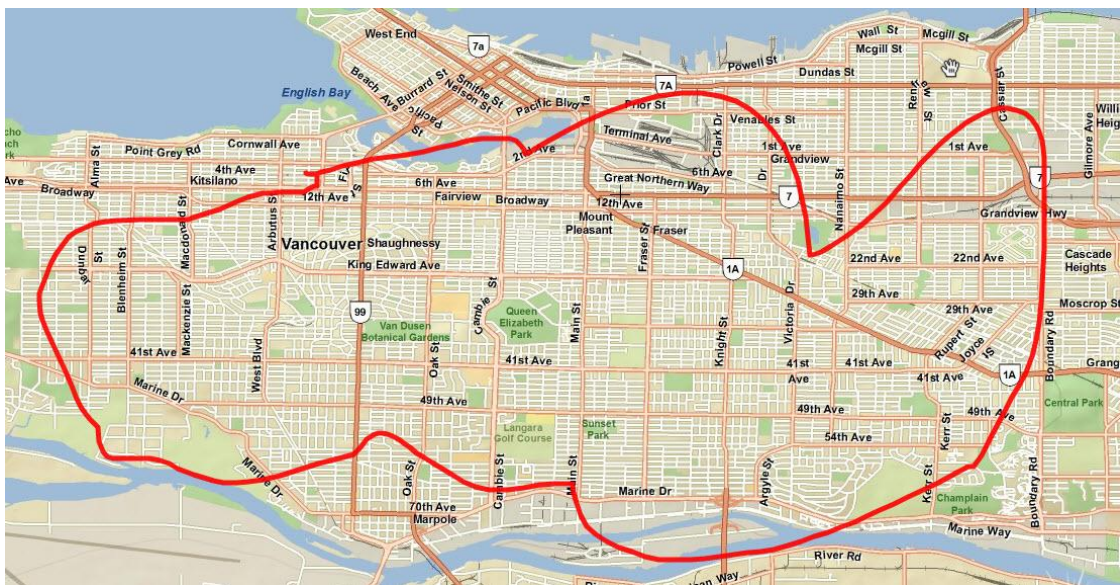 West End
7a
Wall St
Mcgill St
Mcgill St
Powell St
Dundas St
7A
Beach Ave
Burrard St
Smithe St
Nelson St
Pacific St
Pacific Blvd
Prior St
Venables St
Renfrew St
Cassiar St
English Bay
Cornwall Ave
Point Grey Rd
Terminal Ave
Clark Dr
2nd Ave
1st Ave
1st Ave
Grandview
Gilmore Ave
Alma St
4th Ave
Kitsilano
Broadway
6th Ave
6th Ave
Great Northern Way
12th Ave
Fairview
Broadway
12th Ave
7
7
Nanaimo St
Grandview Hwy
Mount
Pleasant
Fraser St
Fraser
Macdonald St
Arbutus St
Vancouver
Shaughnessy
Dunbar St
Blenheim St
King Edward Ave
22nd Ave
22nd Ave
Cascade
Heights
1A
Mackenzie St
99
Cambie St
Queen
Elizabeth
Park
Main St
Victoria Dr
29th Ave
29th Ave
Moscrop St
Van Dusen
Botanical Gardens
Oak St
Knight St
Rupert St
Joyce St
Boundary Rd
41st Ave
West Blvd
41st Ave
41st
Ave
41st Ave
41st Ave
1A
Marine Dr
49th Ave
49th Ave
49th Ave
Central Park
Langara
Golf Course
Sunset
Park
54th Ave
Kerr St
Marine Dr
Oak St
Cambie St
Main St
Marine Dr
Argyle St
Kerr St
Champlain
Park
Boundary Rd
70th Ave
Marpole
Marine Way
River Rd